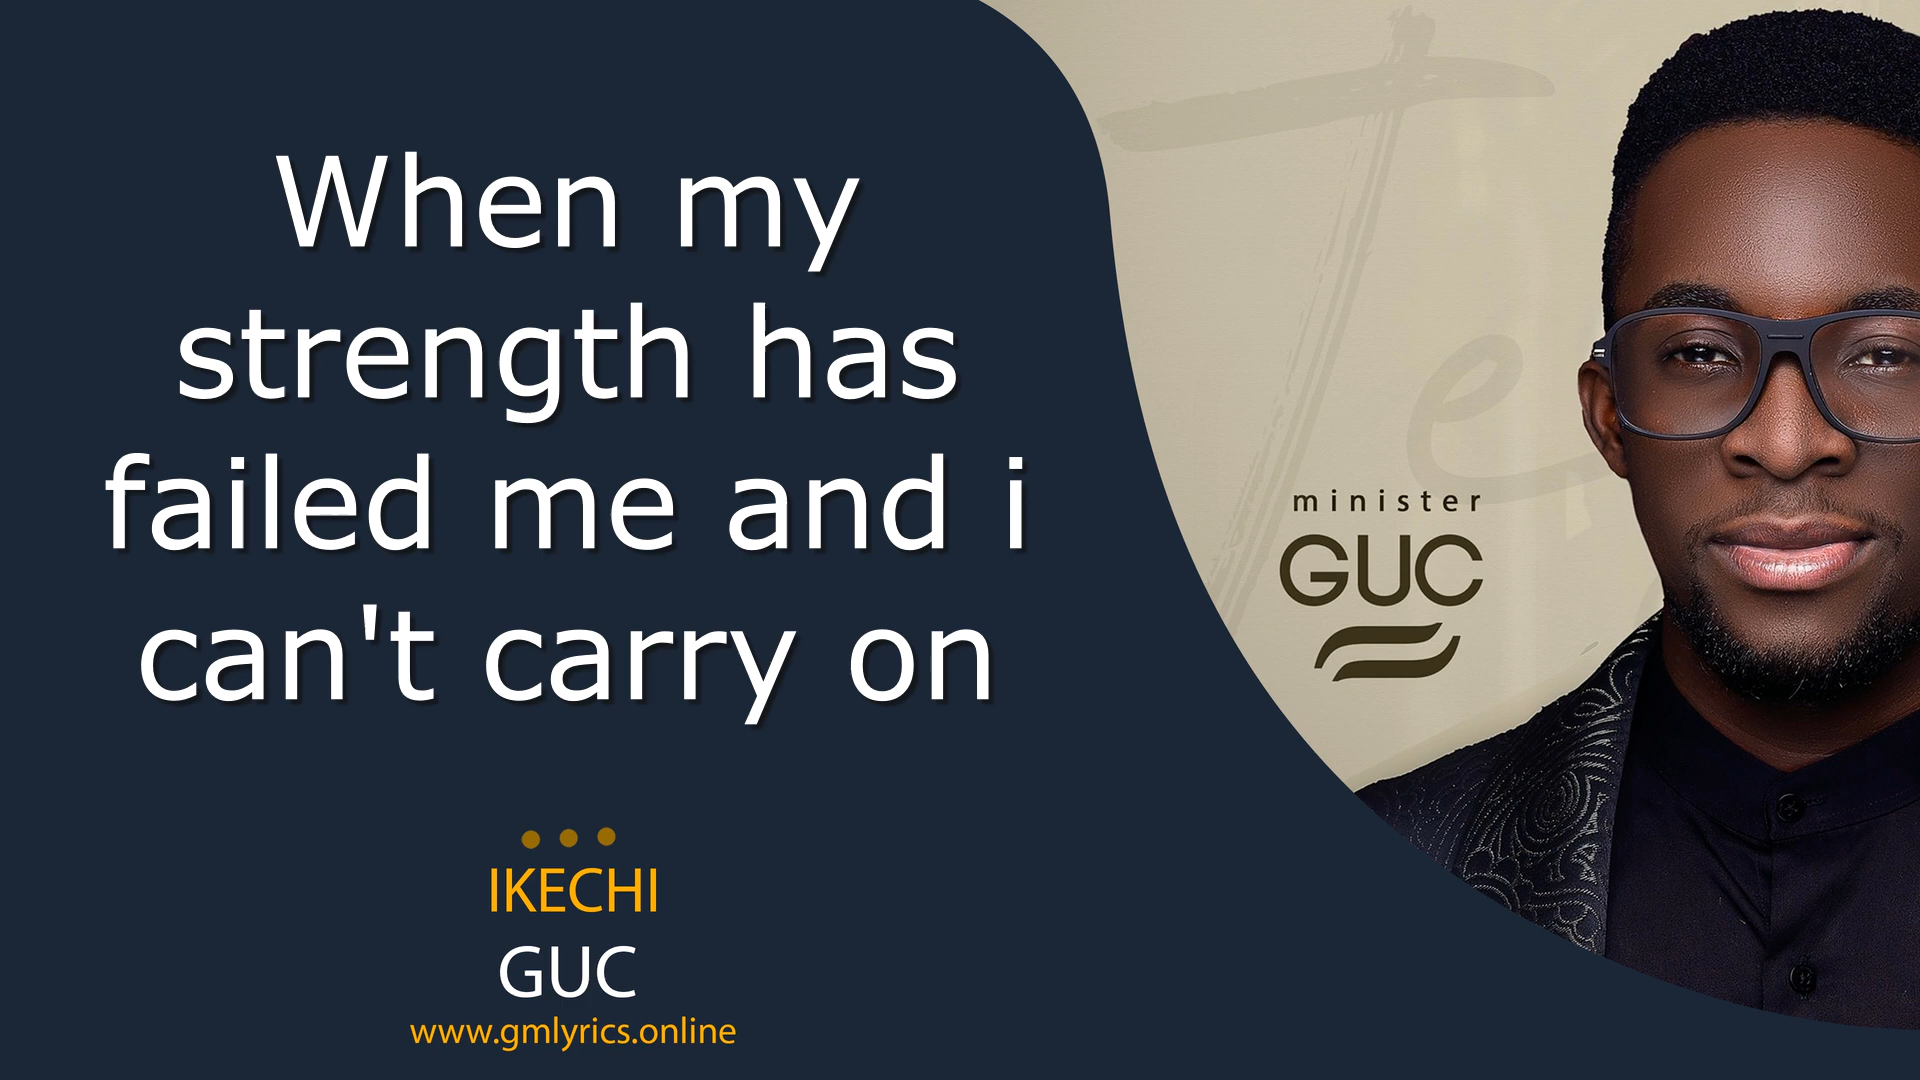 When my
strength has
failed me and i
can't carry on
IKECHI
GUC
www.gmlyrics.online
minister
GUC